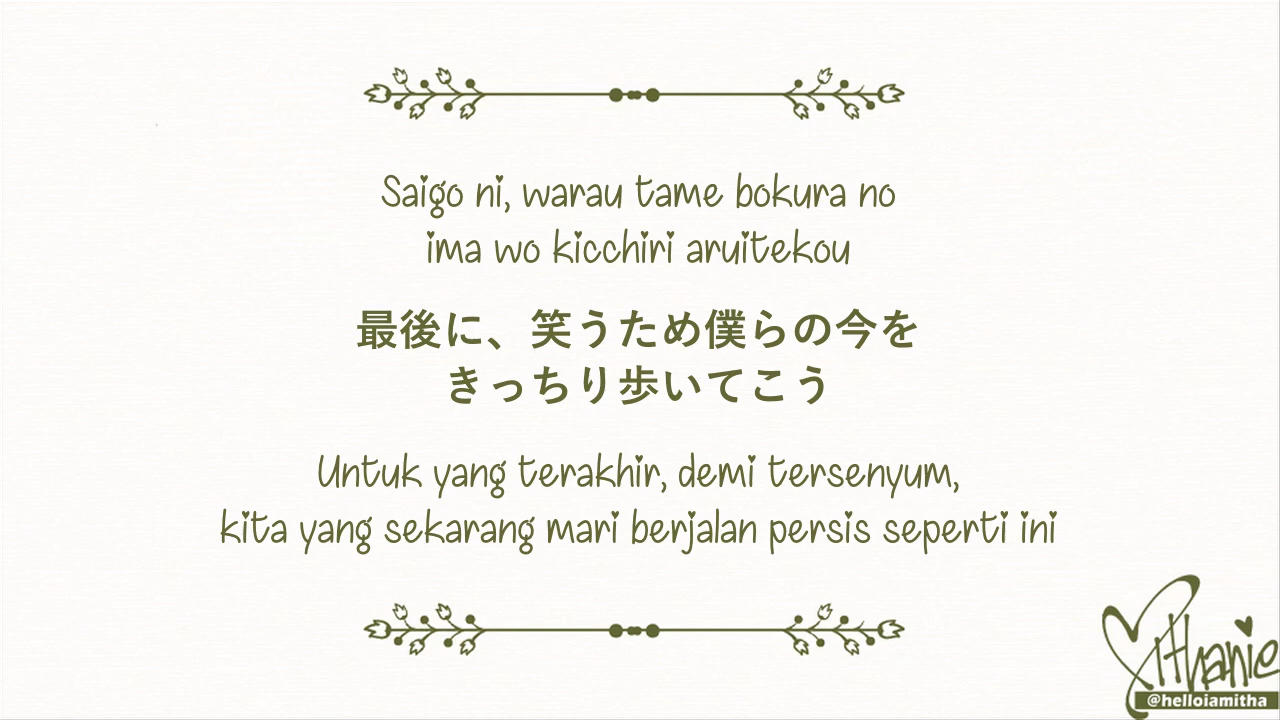 Saigo ni, warau tame bokura no
ima wo kicchiri aruitekou
最後に、笑うため僕らの今を
きっちり歩いてこう
Untuk yang terakhir, demi tersenyum,
kita yang sekarang mari berjalan persis seperti ini
Mithanie
@helloiamitha